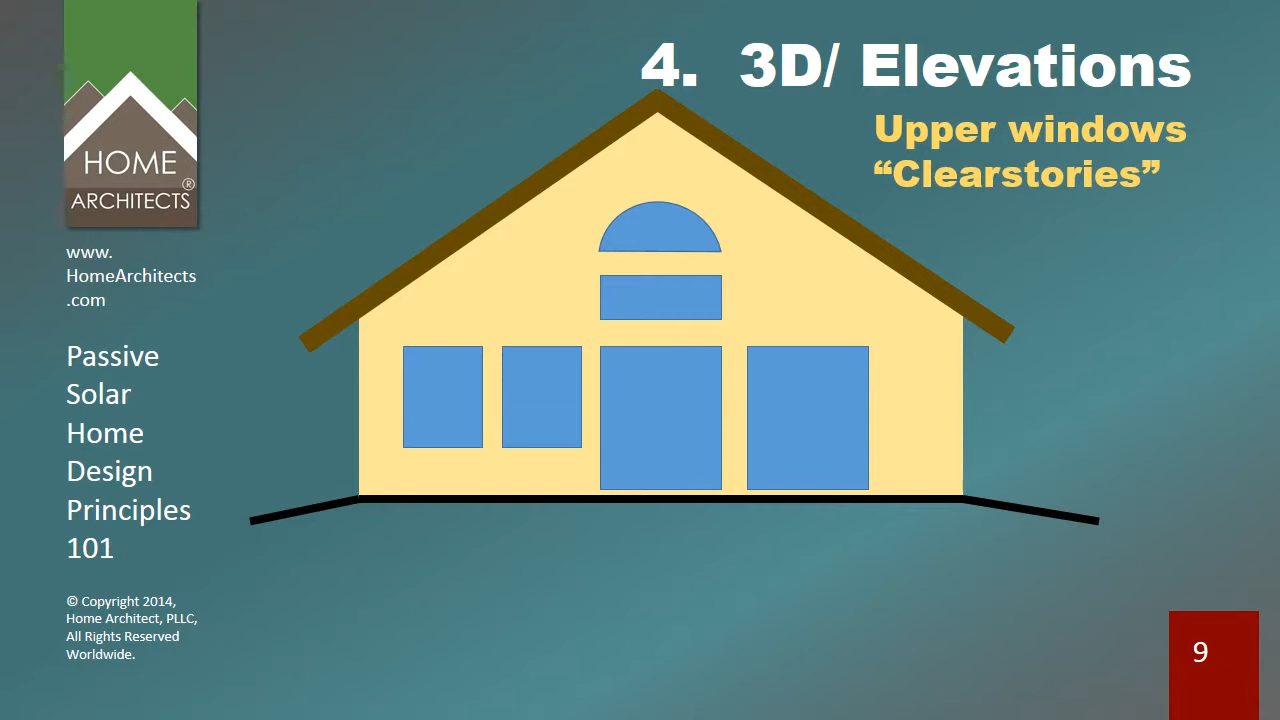 4. 3D/ Elevations
Upper windows
“Clearstories”
HOME
®
ARCHITECTS
www.
HomeArchitects
.com
Passive
Solar
Home
Design
Principles
101
© Copyright 2014,
Home Architect, PLLC,
All Rights Reserved
Worldwide.
9